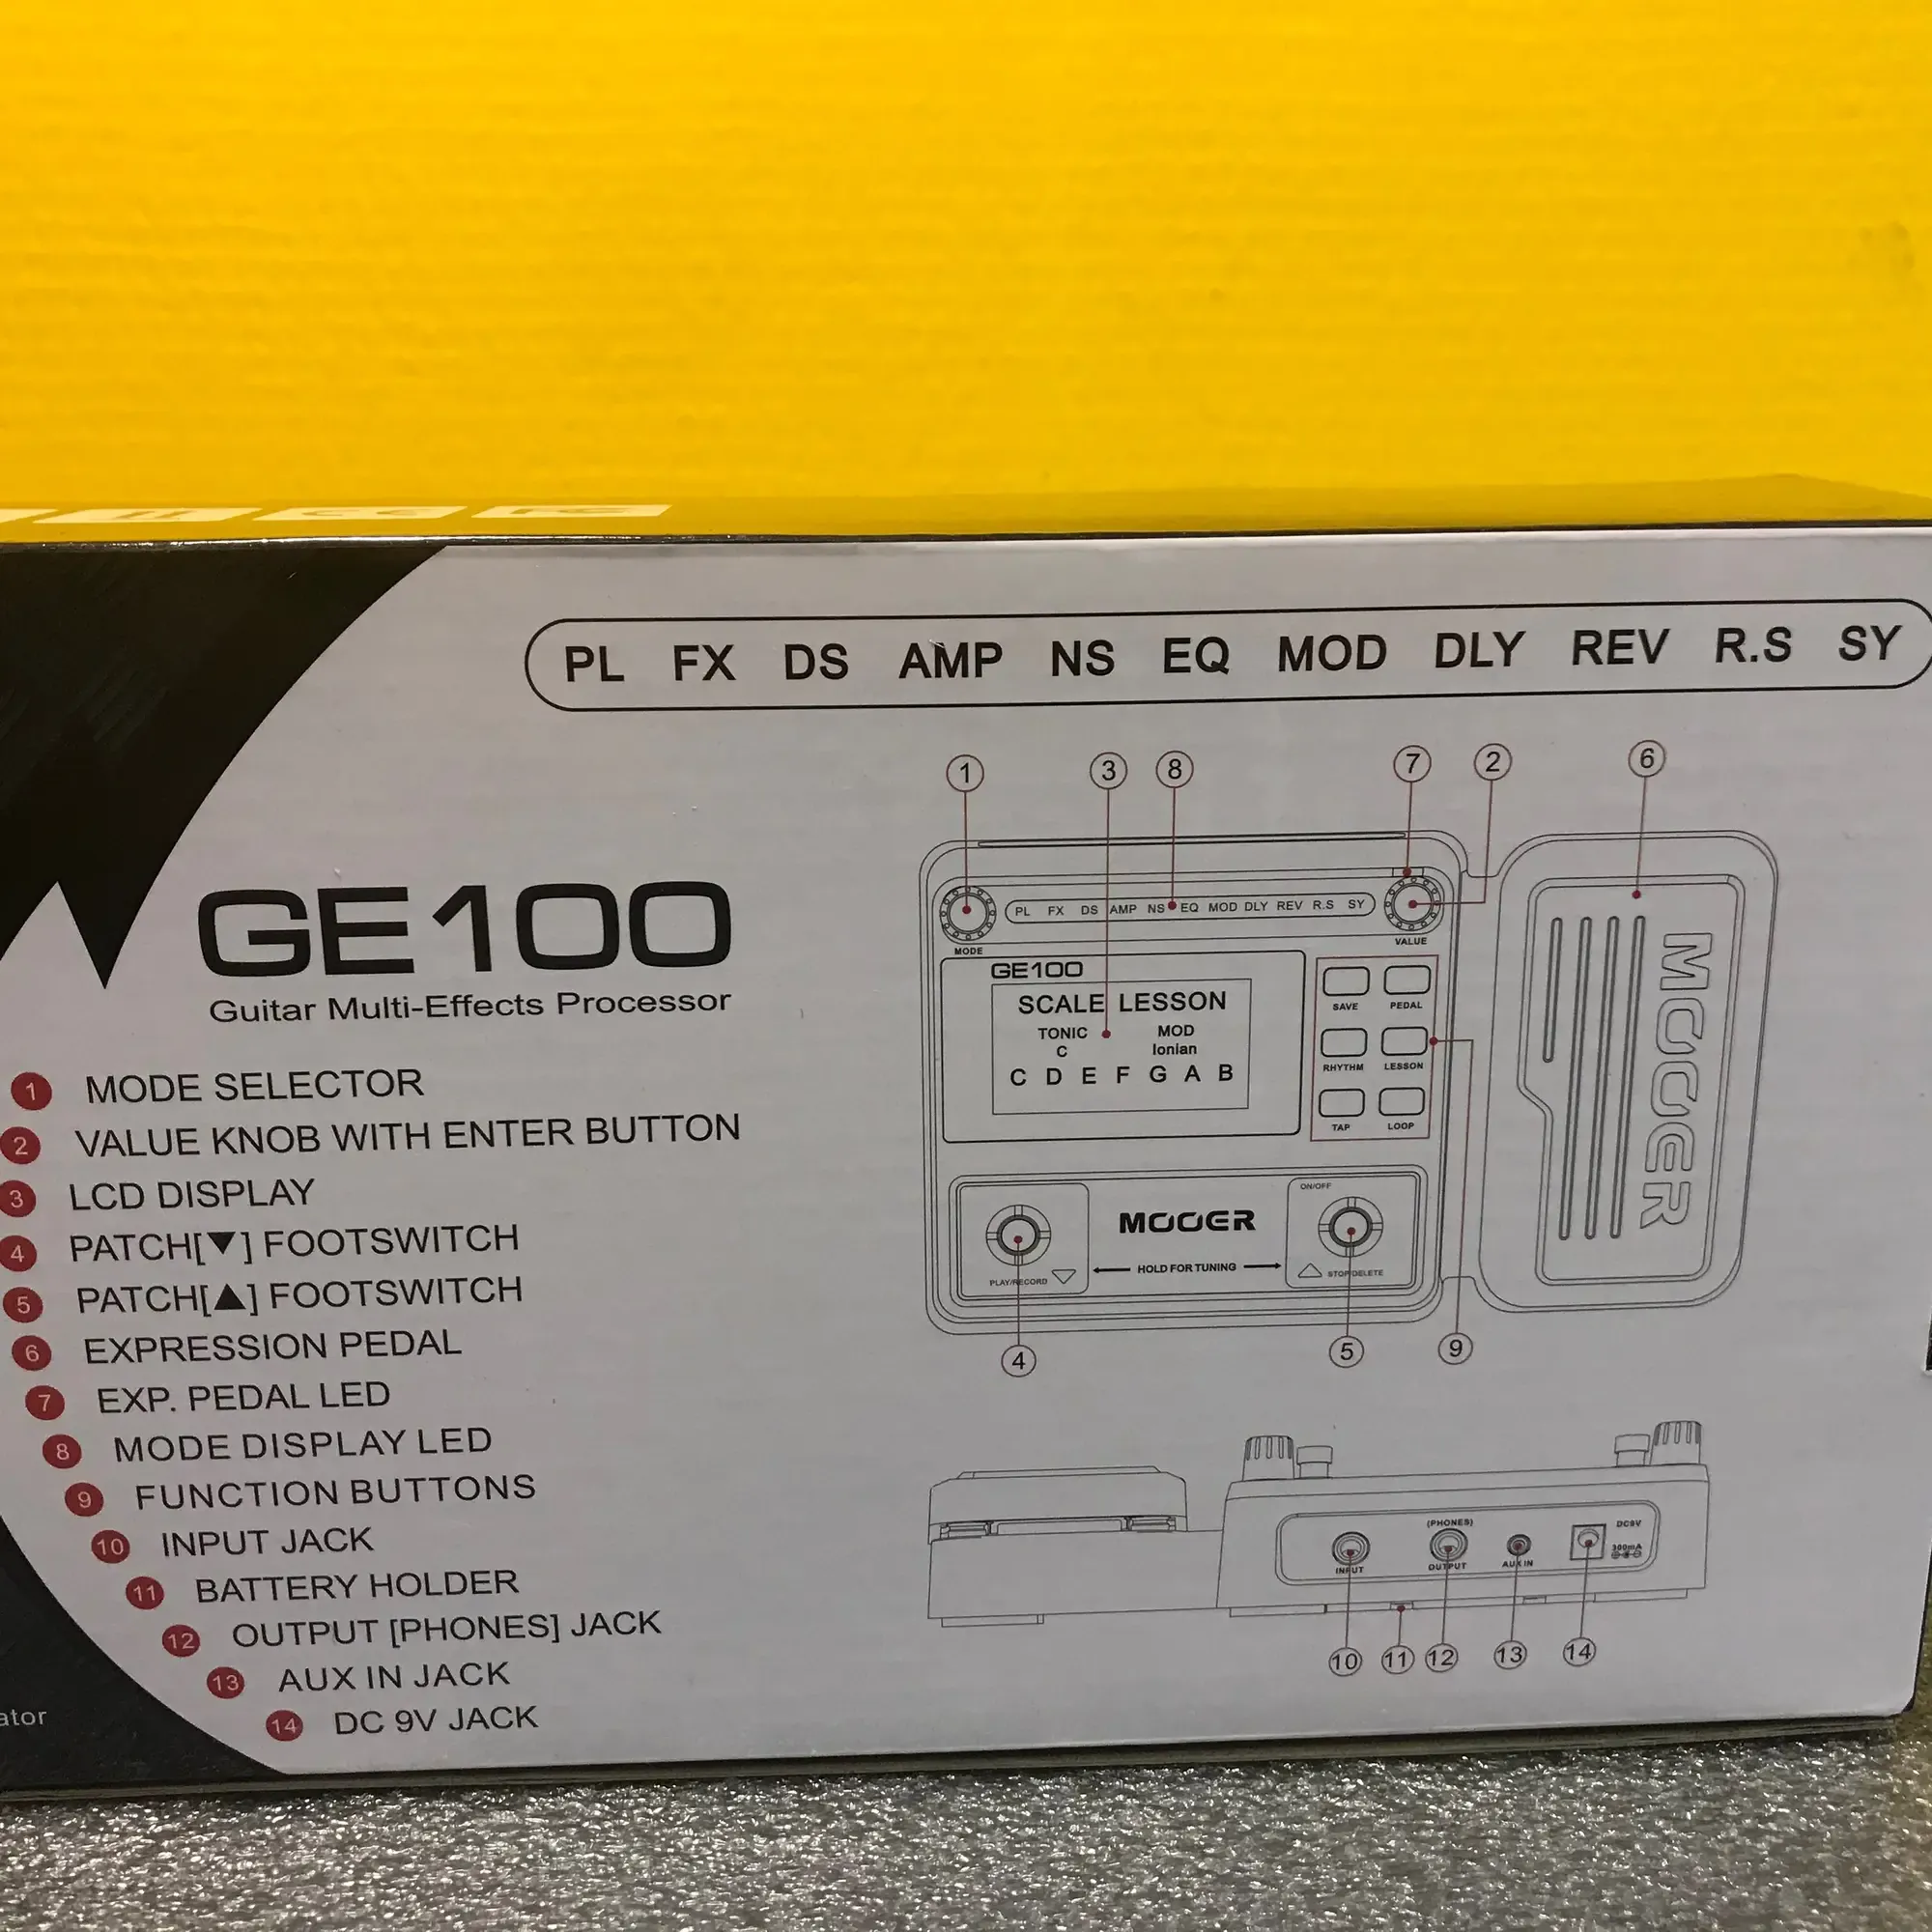 PL FX DS AMP NS EQ MOD DLY REV R.S SY
GE100
Guitar Multi-Effects Processor
1 MODE SELECTOR
2 VALUE KNOB WITH ENTER BUTTON
3 LCD DISPLAY
4 PATCH[▼] FOOTSWITCH
5 PATCH[▲] FOOTSWITCH
6 EXPRESSION PEDAL
7 EXP. PEDAL LED
8 MODE DISPLAY LED
9 FUNCTION BUTTONS
10 INPUT JACK
11 BATTERY HOLDER
12 OUTPUT [PHONES] JACK
13 AUX IN JACK
14 DC 9V JACK
ator
1 3 8 7 2 6
PL FX DS AMP NS EQ MOD DLY REV R.S SY
MODE VALUE
GE100
SCALE LESSON
TONIC MOD
C Ionian
C D E F G A B
SAVE PEDAL
RHYTHM LESSON
TAP LOOP
MOOER
ON/OFF
MOOER
PLAY/RECORD ▽ HOLD FOR TUNING △ STOP/DELETE
4 5 9
(PHONES) DC9V
300mA
INPUT OUTPUT AUX IN
10 11 12 13 14